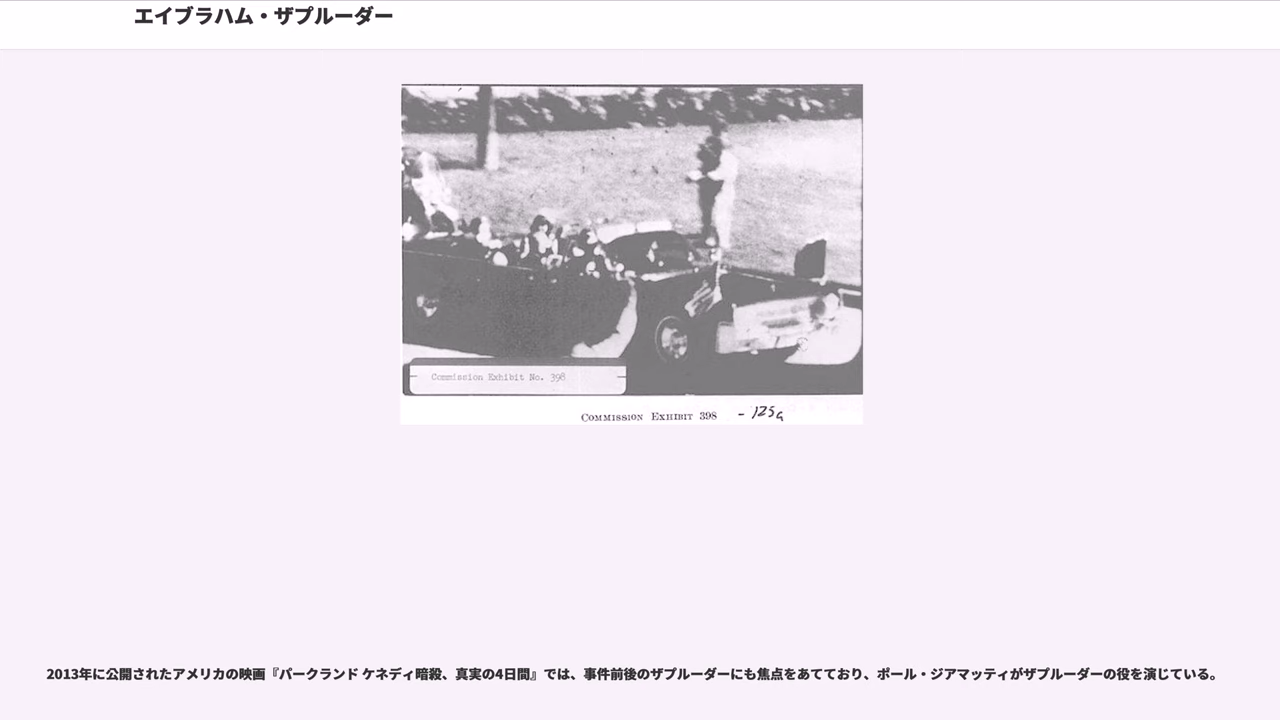 エイブラハム・ザプルーダー
Commission Exhibit No. 398
COMMISSION EXHIBIT 398 - 125a
2013年に公開されたアメリカの映画『パークランド ケネディ暗殺、真実の4日間』では、事件前後のザプルーダーにも焦点をあてており、ポール・ジアマッティがザプルーダーの役を演じている。